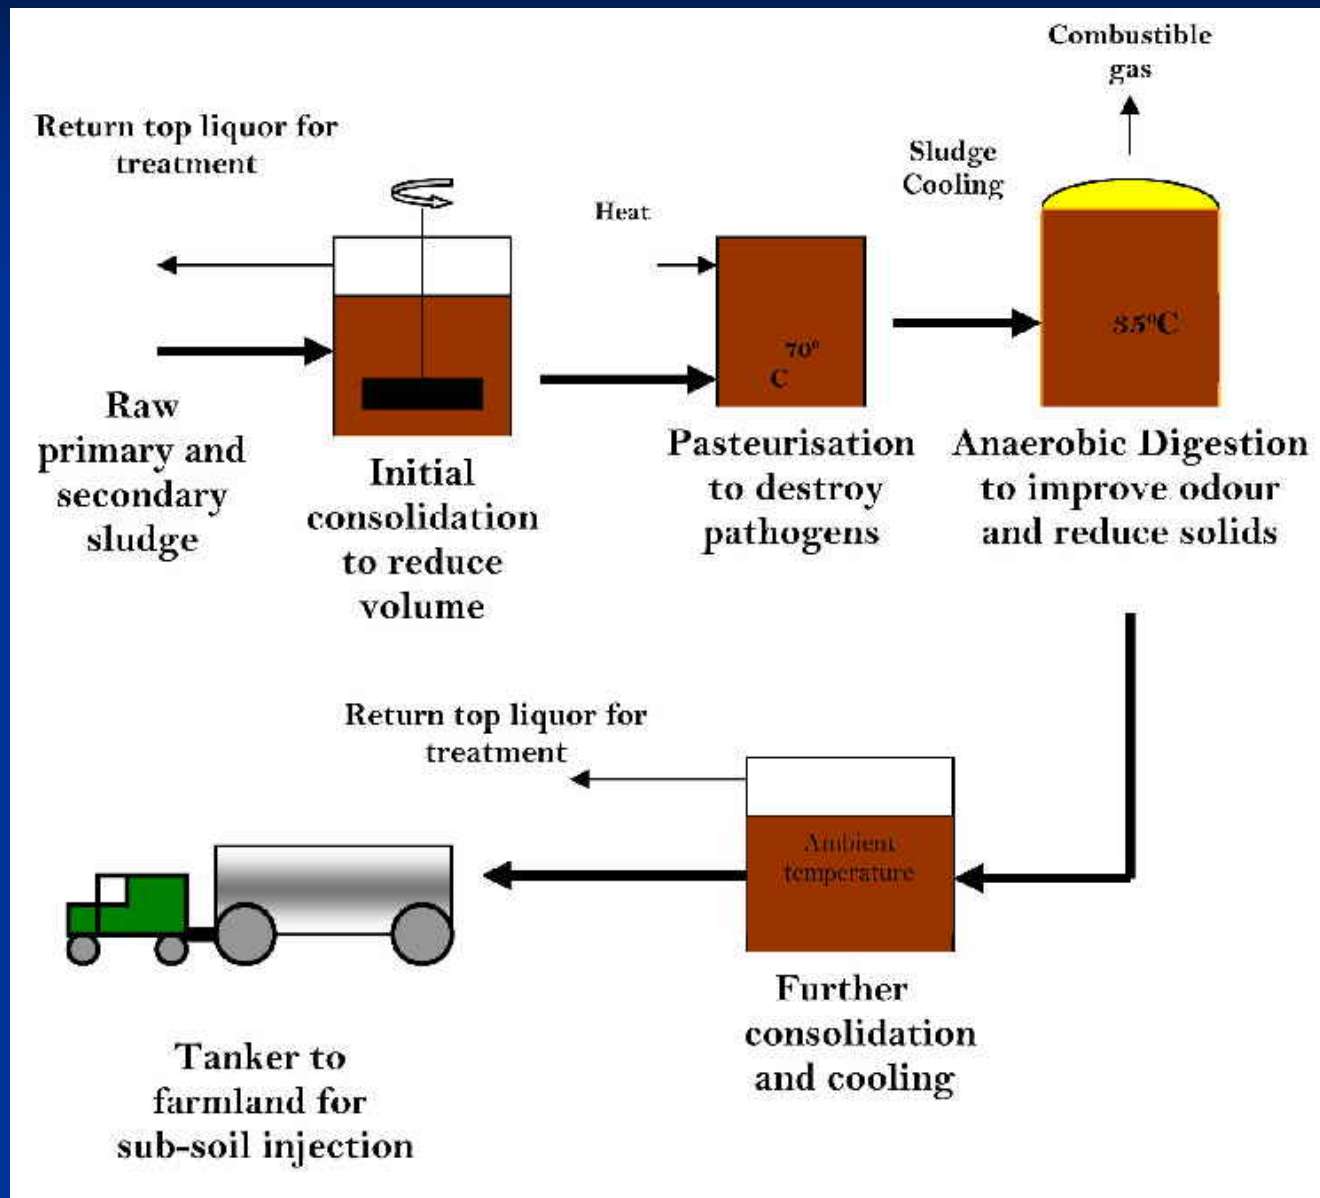 Combustible
gas
Return top liquor for
treatment
Sludge
Cooling
Heat
70⁰
C
35⁰C
Raw
primary and
secondary
sludge
Initial
consolidation
to reduce
volume
Pasteurisation
to destroy
pathogens
Anaerobic Digestion
to improve odour
and reduce solids
Return top liquor for
treatment
Ambient
temperature
Further
consolidation
and cooling
Tanker to
farmland for
sub-soil injection